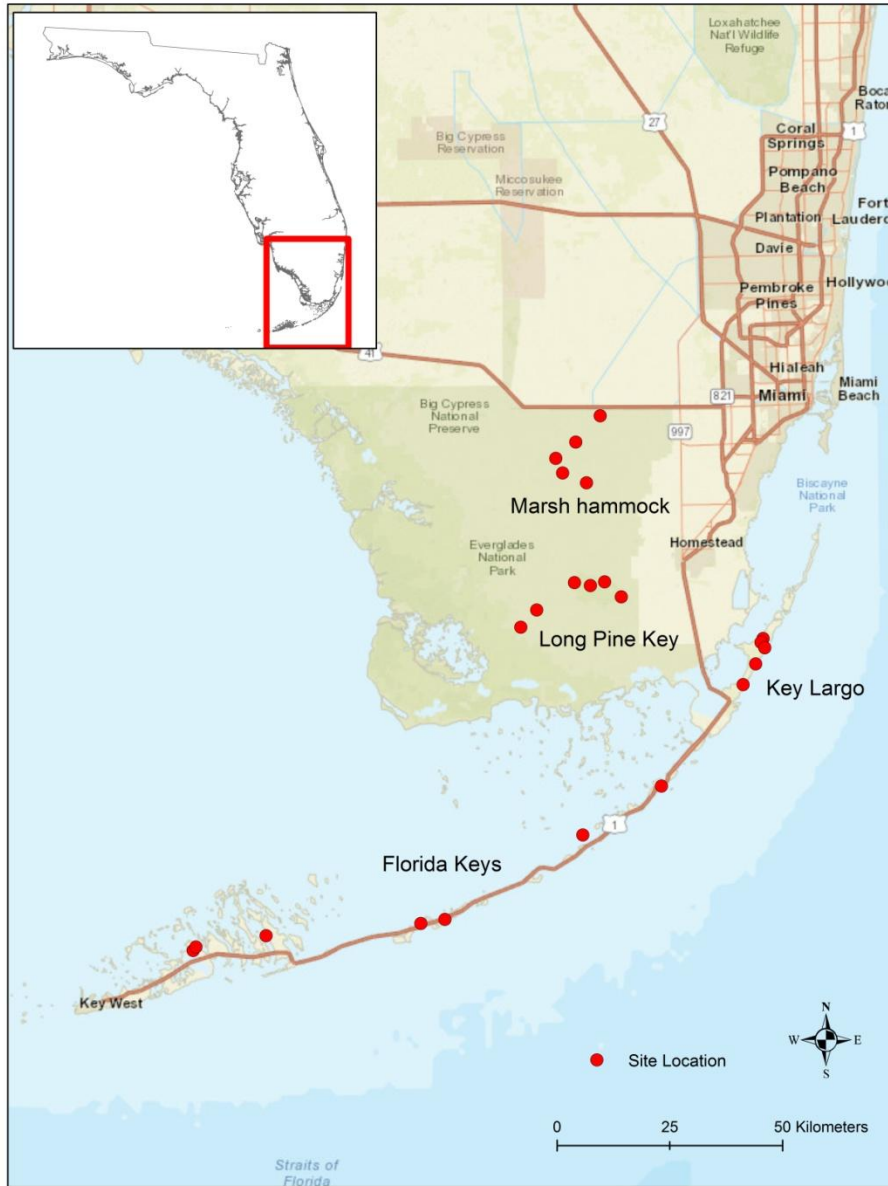 Loxahatchee
Nat'l Wildlife
Refuge
Boca
Raton
27
1
Coral
Springs
Big Cypress
Reservation
Pompano
Beach
Miccosukee
Reservation
Fort
Lauderd
Plantation
Davie
Hollywood
Pembroke
Pines
41
Hialeah
Miami
Beach
821
Miami
Big Cypress
National
Preserve
997
Biscayne
National
Park
Marsh hammock
Homestead
Everglades
National
Park
Long Pine Key
Key Largo
1
Florida Keys
Key West
N
W
E
S
Site Location
0
25
50 Kilometers
Straits of
Florida